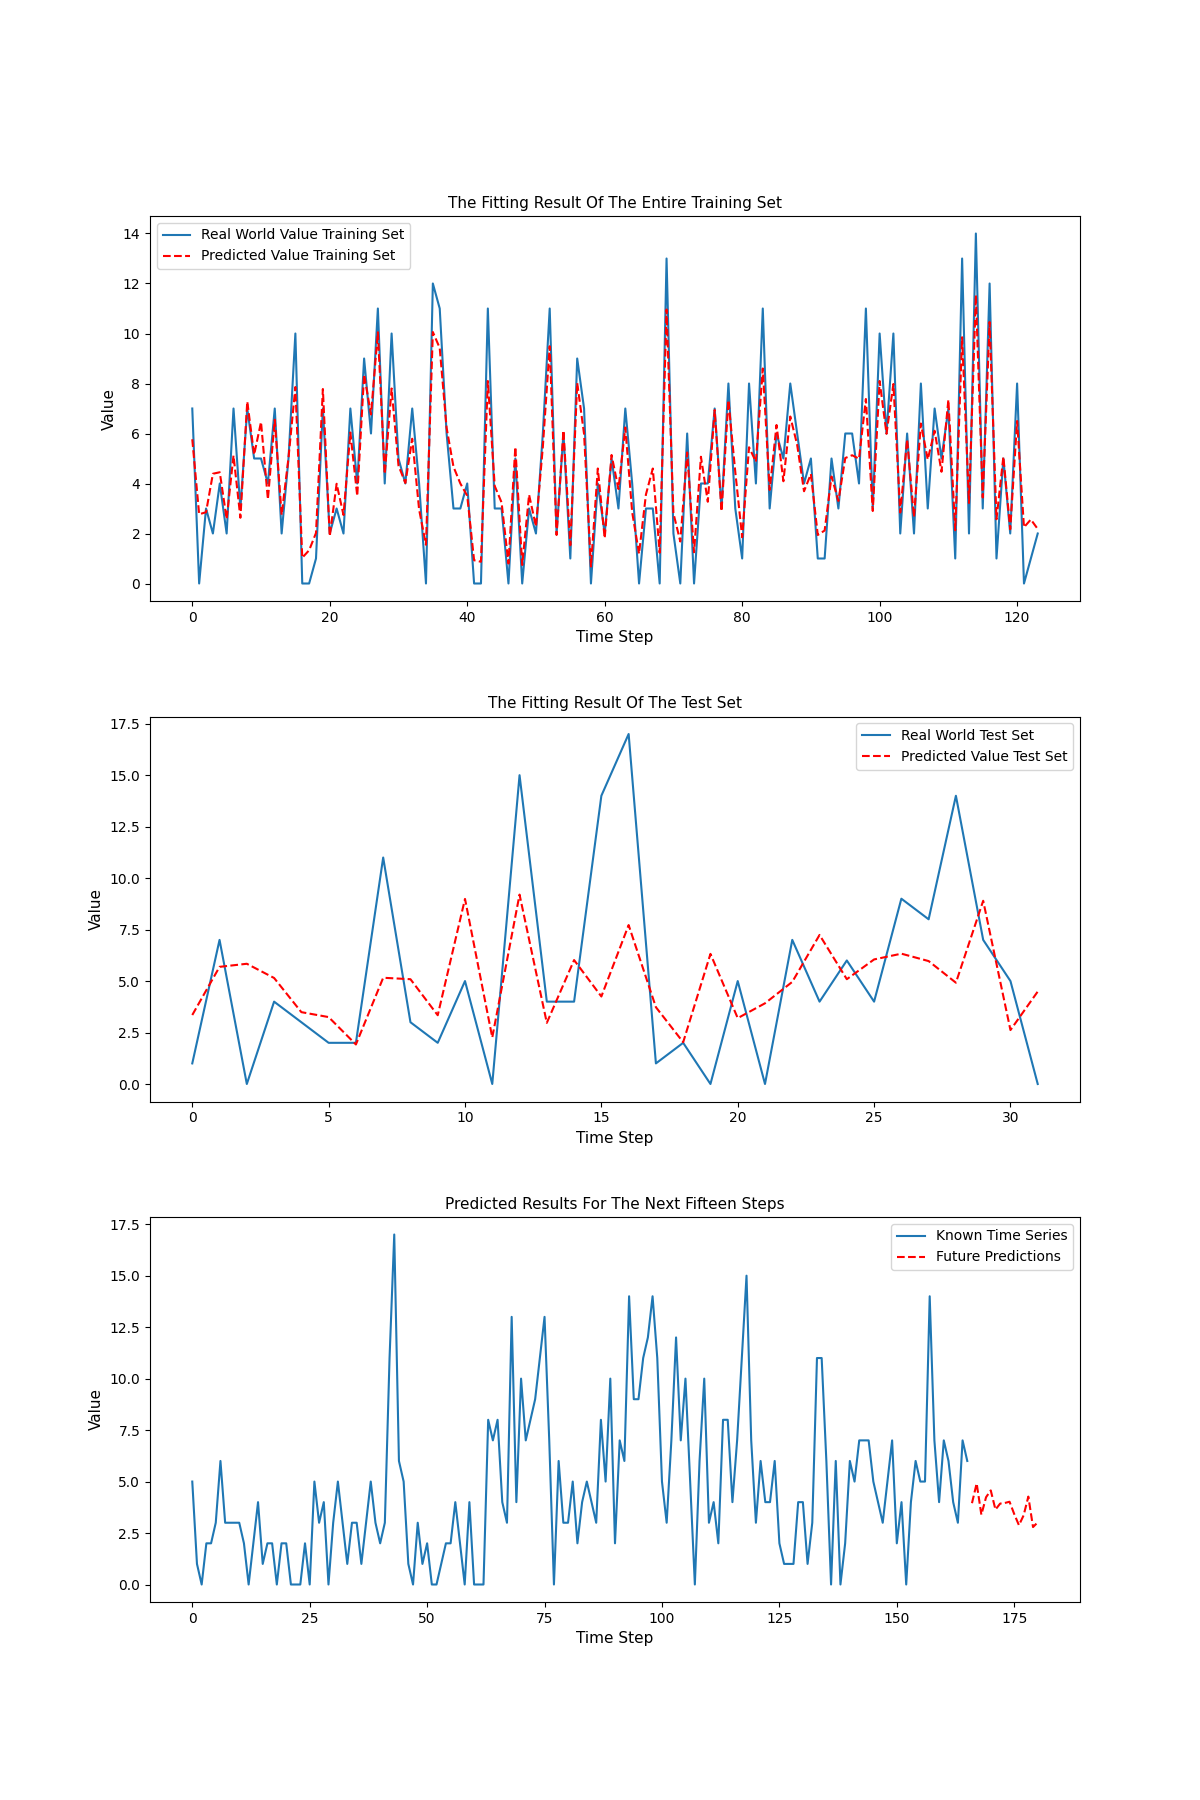 The Fitting Result Of The Entire Training Set
Real World Value Training Set
Predicted Value Training Set
14
12
10
8
6
4
2
0
Value
0 20 40 60 80 100 120
Time Step
The Fitting Result Of The Test Set
Real World Test Set
Predicted Value Test Set
17.5
15.0
12.5
10.0
7.5
5.0
2.5
0.0
Value
0 5 10 15 20 25 30
Time Step
Predicted Results For The Next Fifteen Steps
Known Time Series
Future Predictions
17.5
15.0
12.5
10.0
7.5
5.0
2.5
0.0
Value
0 25 50 75 100 125 150 175
Time Step